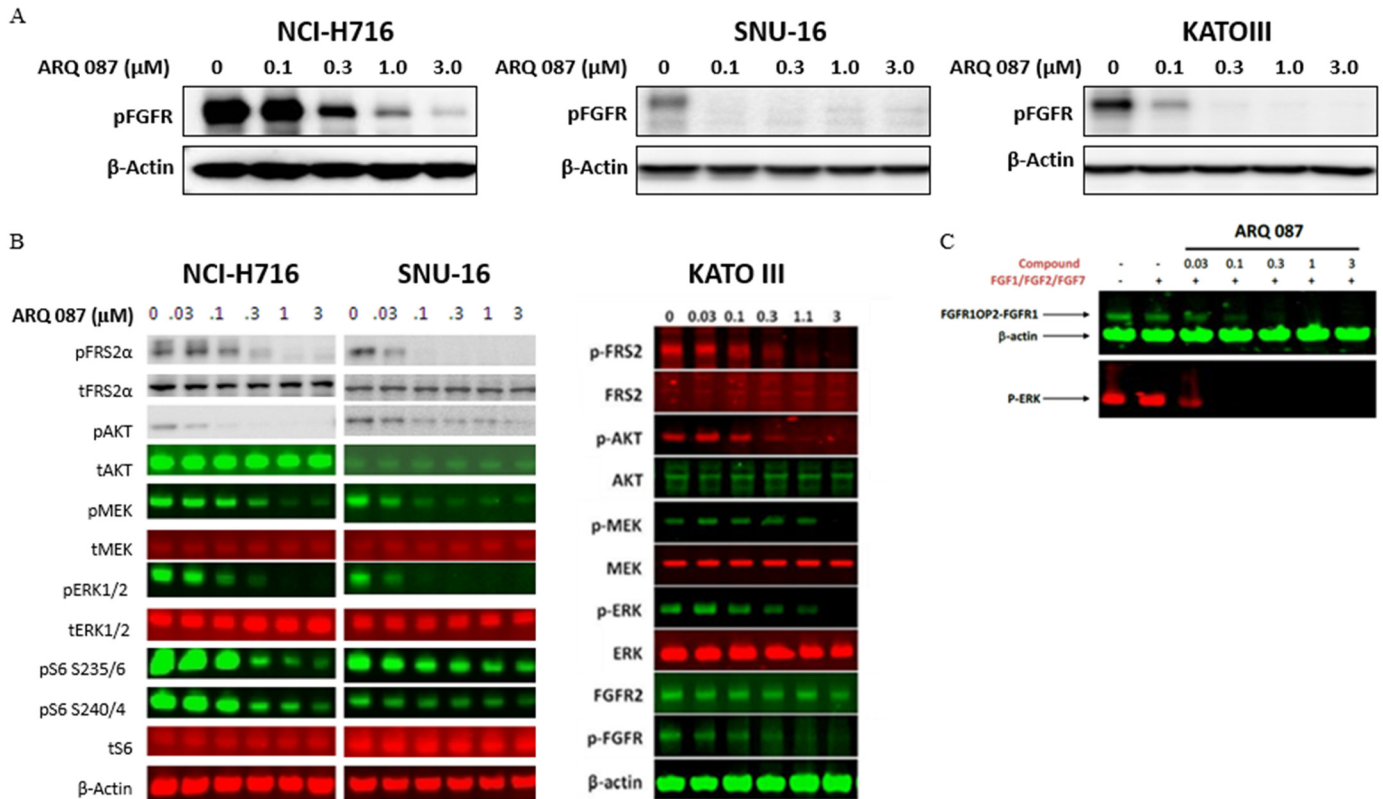 A
NCI-H716
SNU-16
KATOIII
ARQ 087 (μM) 0 0.1 0.3 1.0 3.0
ARQ 087 (μM) 0 0.1 0.3 1.0 3.0
ARQ 087 (μM) 0 0.1 0.3 1.0 3.0
pFGFR
pFGFR
pFGFR
β-Actin
β-Actin
β-Actin
B
NCI-H716
SNU-16
ARQ 087 (μM) 0 .03 .1 .3 1 3 0 .03 .1 .3 1 3
pFRS2α
tFRS2α
pAKT
tAKT
pMEK
tMEK
pERK1/2
tERK1/2
pS6 S235/6
pS6 S240/4
tS6
β-Actin
KATO III
0 0.03 0.1 0.3 1.1 3
p-FRS2
FRS2
p-AKT
AKT
p-MEK
MEK
p-ERK
ERK
FGFR2
p-FGFR
β-actin
C
ARQ 087
Compound - - 0.03 0.1 0.3 1 3
FGF1/FGF2/FGF7 - + + + + + +
FGFR1OP2-FGFR1
β-actin
P-ERK